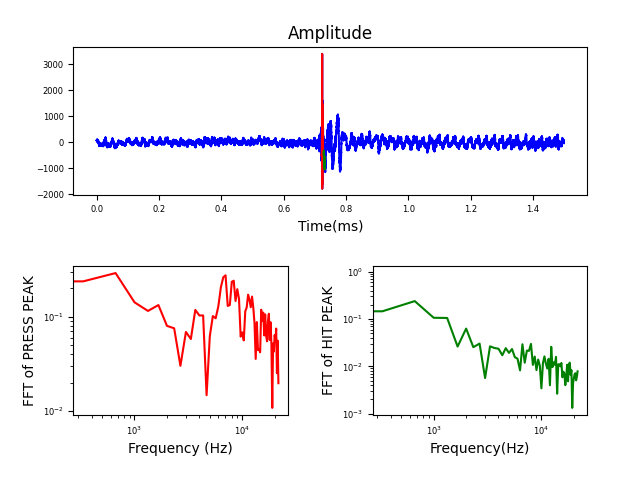 Amplitude
3000
2000
1000
0
−1000
−2000
0.0 0.2 0.4 0.6 0.8 1.0 1.2 1.4
Time(ms)
FFT of PRESS PEAK
10⁻¹
10⁻²
10³ 10⁴
Frequency (Hz)
FFT of HIT PEAK
10⁰
10⁻¹
10⁻²
10⁻³
10³ 10⁴
Frequency(Hz)